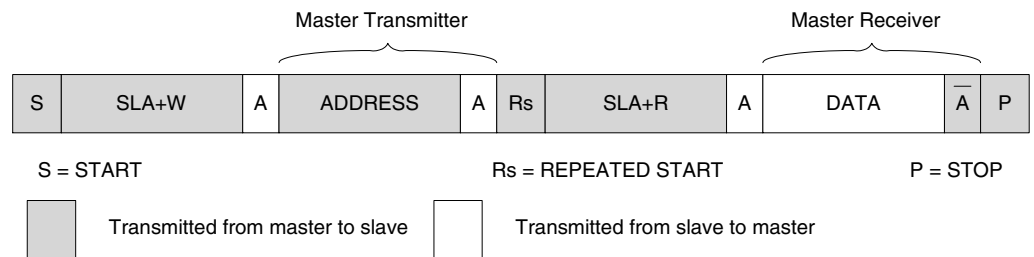 Master Transmitter Master Receiver
S SLA+W A ADDRESS A Rs SLA+R A DATA A̅ P
S = START Rs = REPEATED START P = STOP
Transmitted from master to slave Transmitted from slave to master